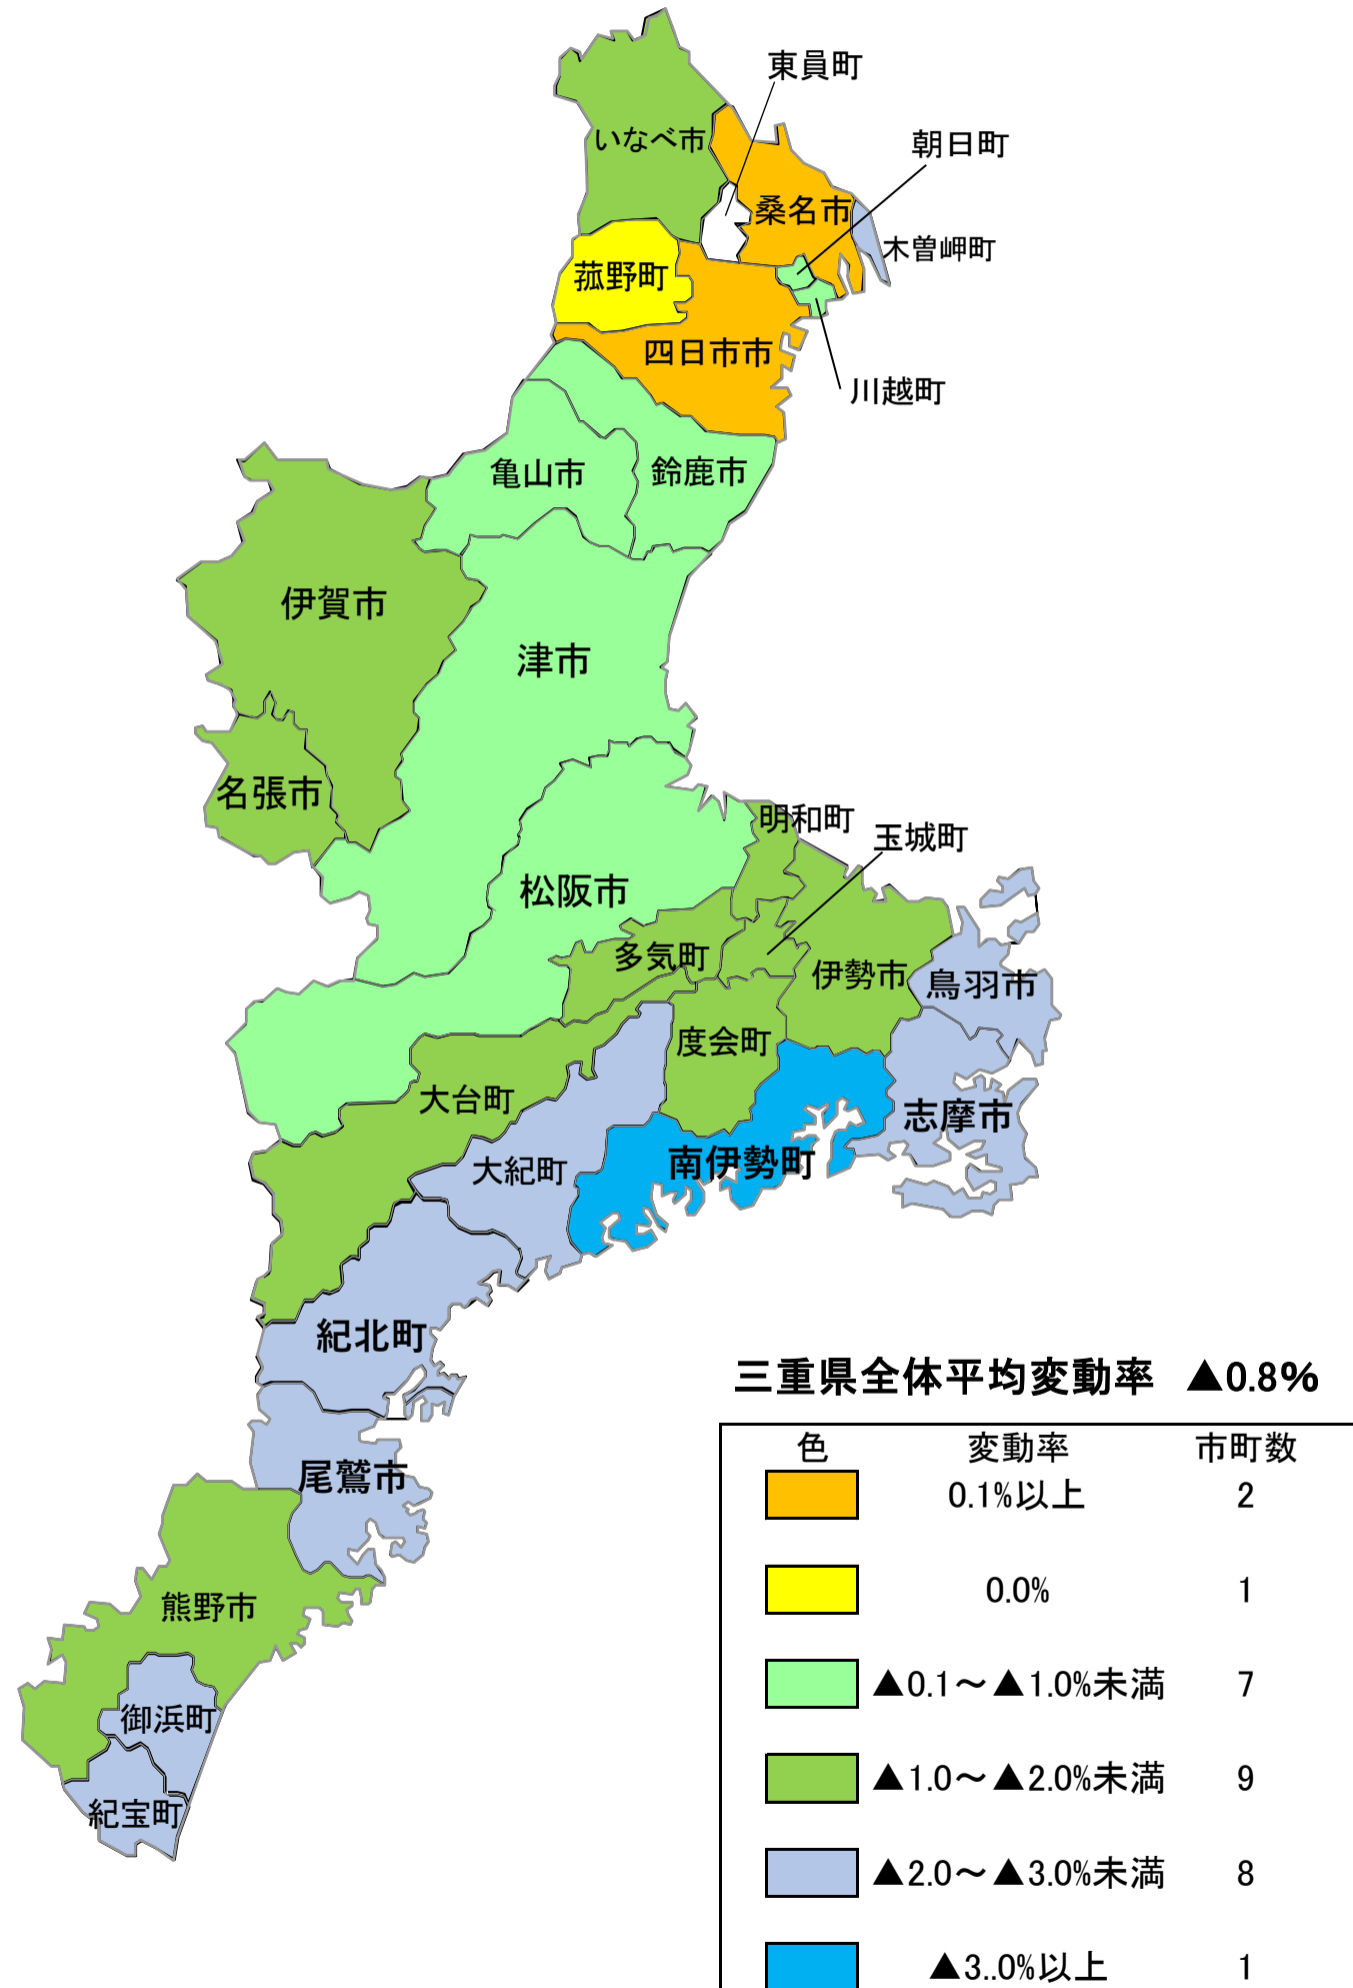 東員町
朝日町
いなべ市
桑名市
木曽岬町
菰野町
四日市市
川越町
亀山市
鈴鹿市
伊賀市
津市
名張市
明和町
玉城町
松阪市
多気町
伊勢市
鳥羽市
度会町
大台町
志摩市
南伊勢町
大紀町
紀北町
尾鷲市
熊野市
御浜町
紀宝町
三重県全体平均変動率 ▲0.8%
色 変動率 市町数
0.1%以上 2
0.0% 1
▲0.1～▲1.0%未満 7
▲1.0～▲2.0%未満 9
▲2.0～▲3.0%未満 8
▲3..0%以上 1